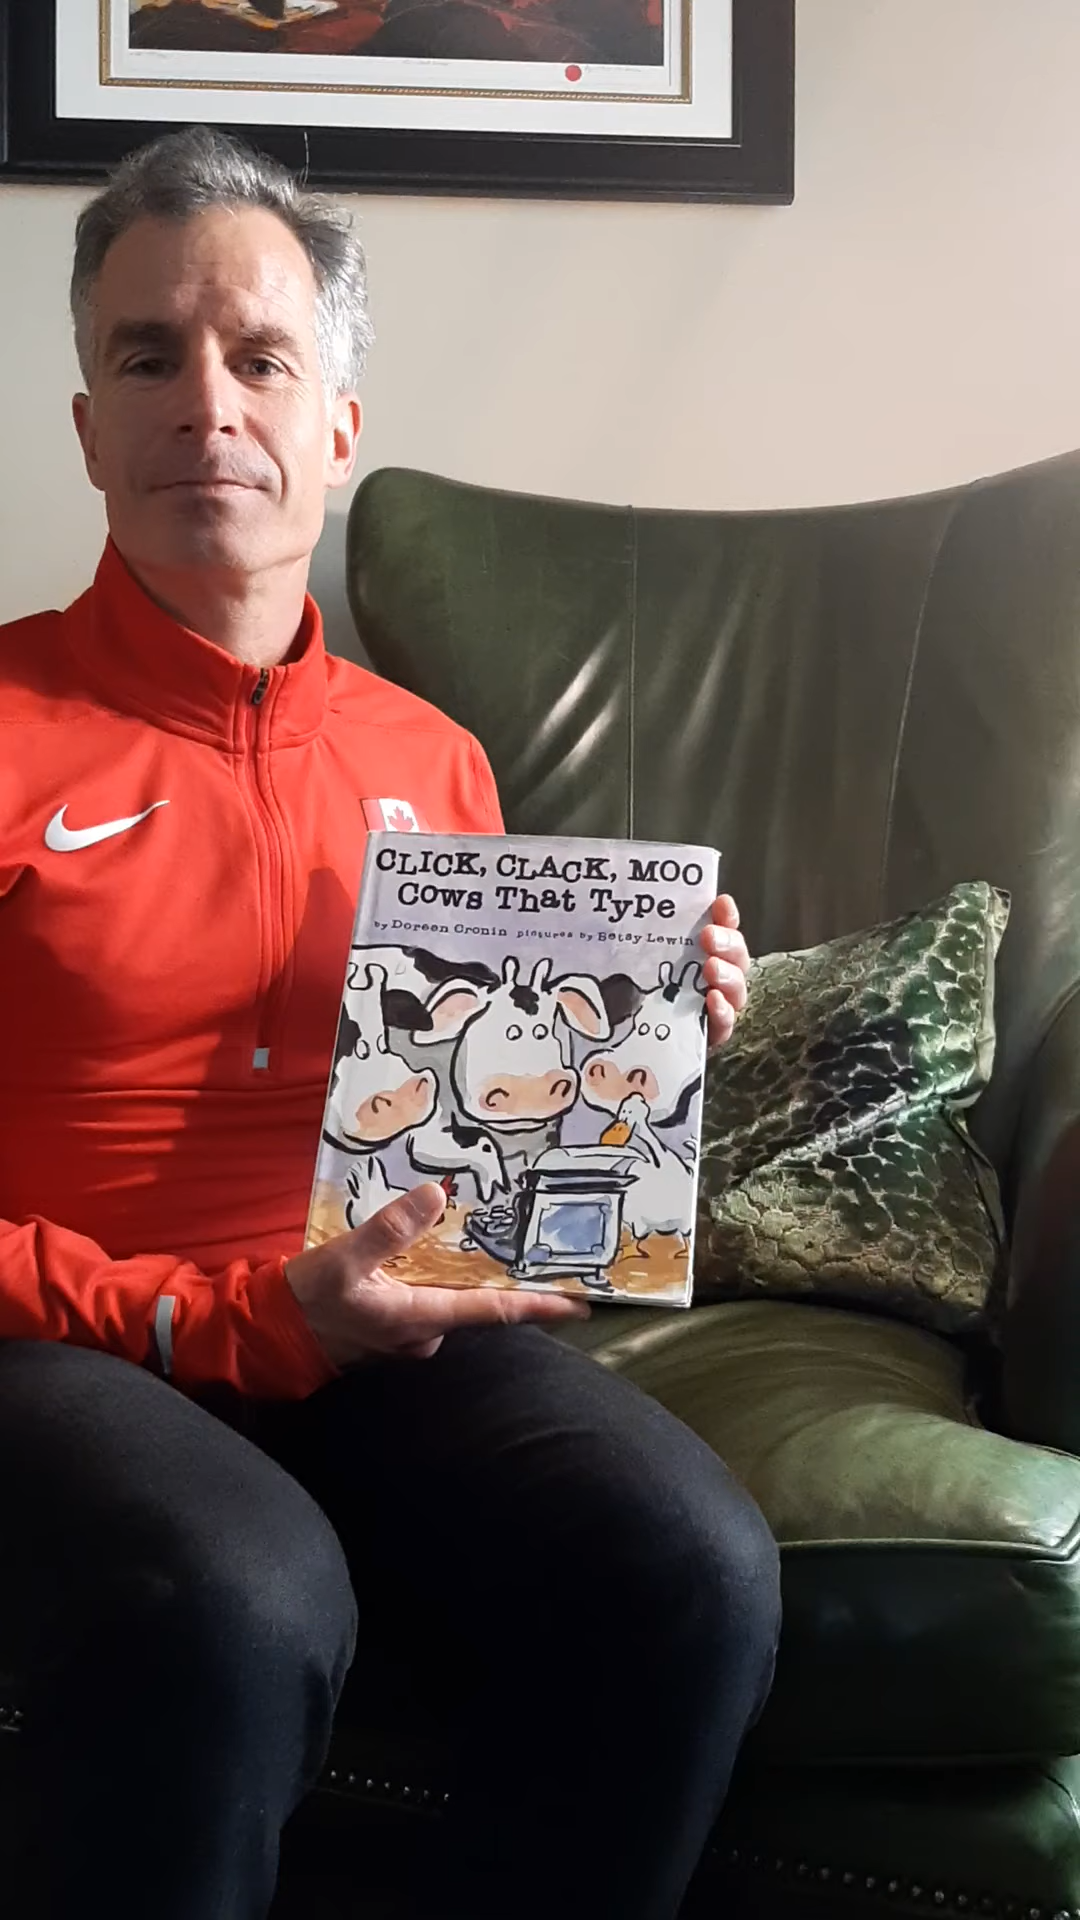 CLICK, CLACK, MOO
Cows That Type
by Doreen Cronin pictures by Betsy Lewin